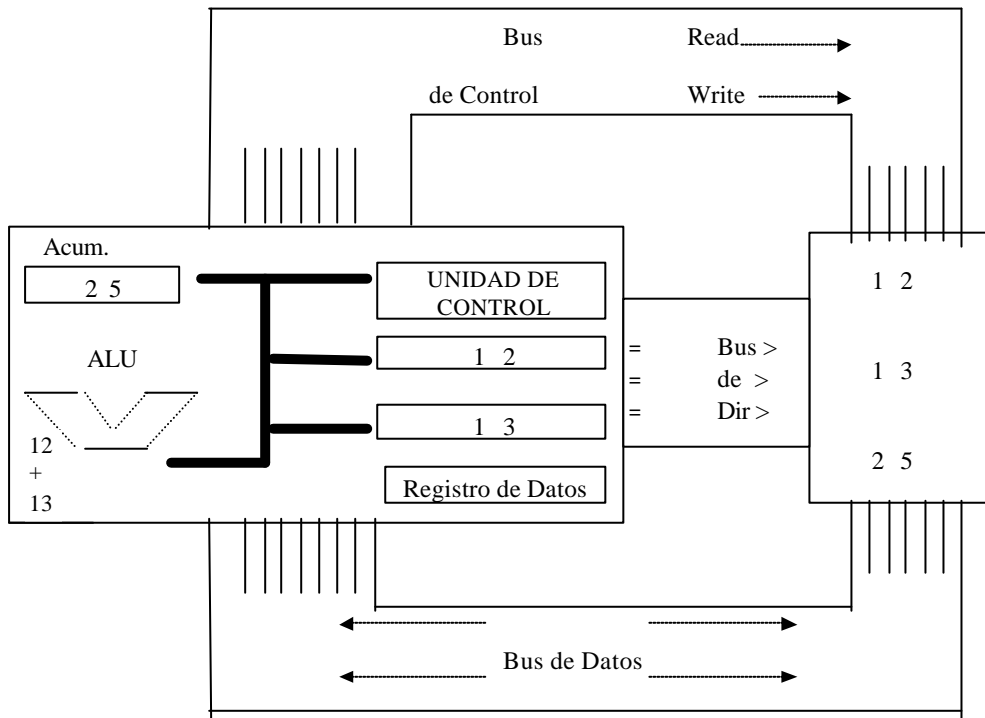 Bus Read
de Control Write
Acum.
2 5
UNIDAD DE
CONTROL
ALU
1 2
1 3
Registro de Datos
12
+
13
= Bus >
= de >
= Dir >
1 2
1 3
2 5
Bus de Datos